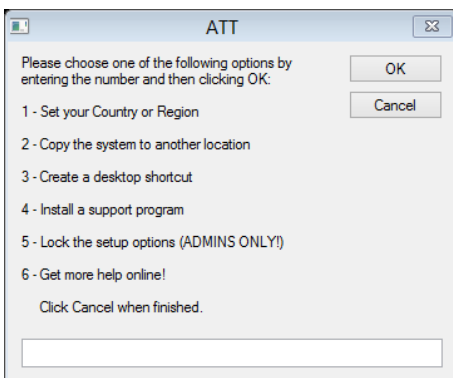 ATT
Please choose one of the following options by
entering the number and then clicking OK:
OK
Cancel
1 - Set your Country or Region
2 - Copy the system to another location
3 - Create a desktop shortcut
4 - Install a support program
5 - Lock the setup options (ADMINS ONLY!)
6 - Get more help online!
Click Cancel when finished.